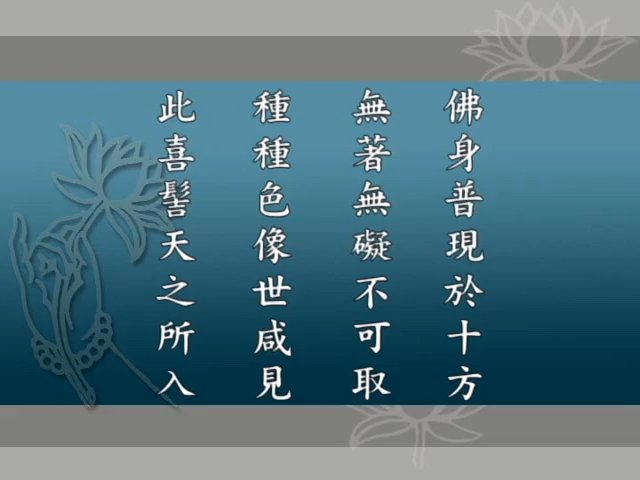 佛身普現於十方
無著無礙不可取
種種色像世咸見
此喜髻天之所入